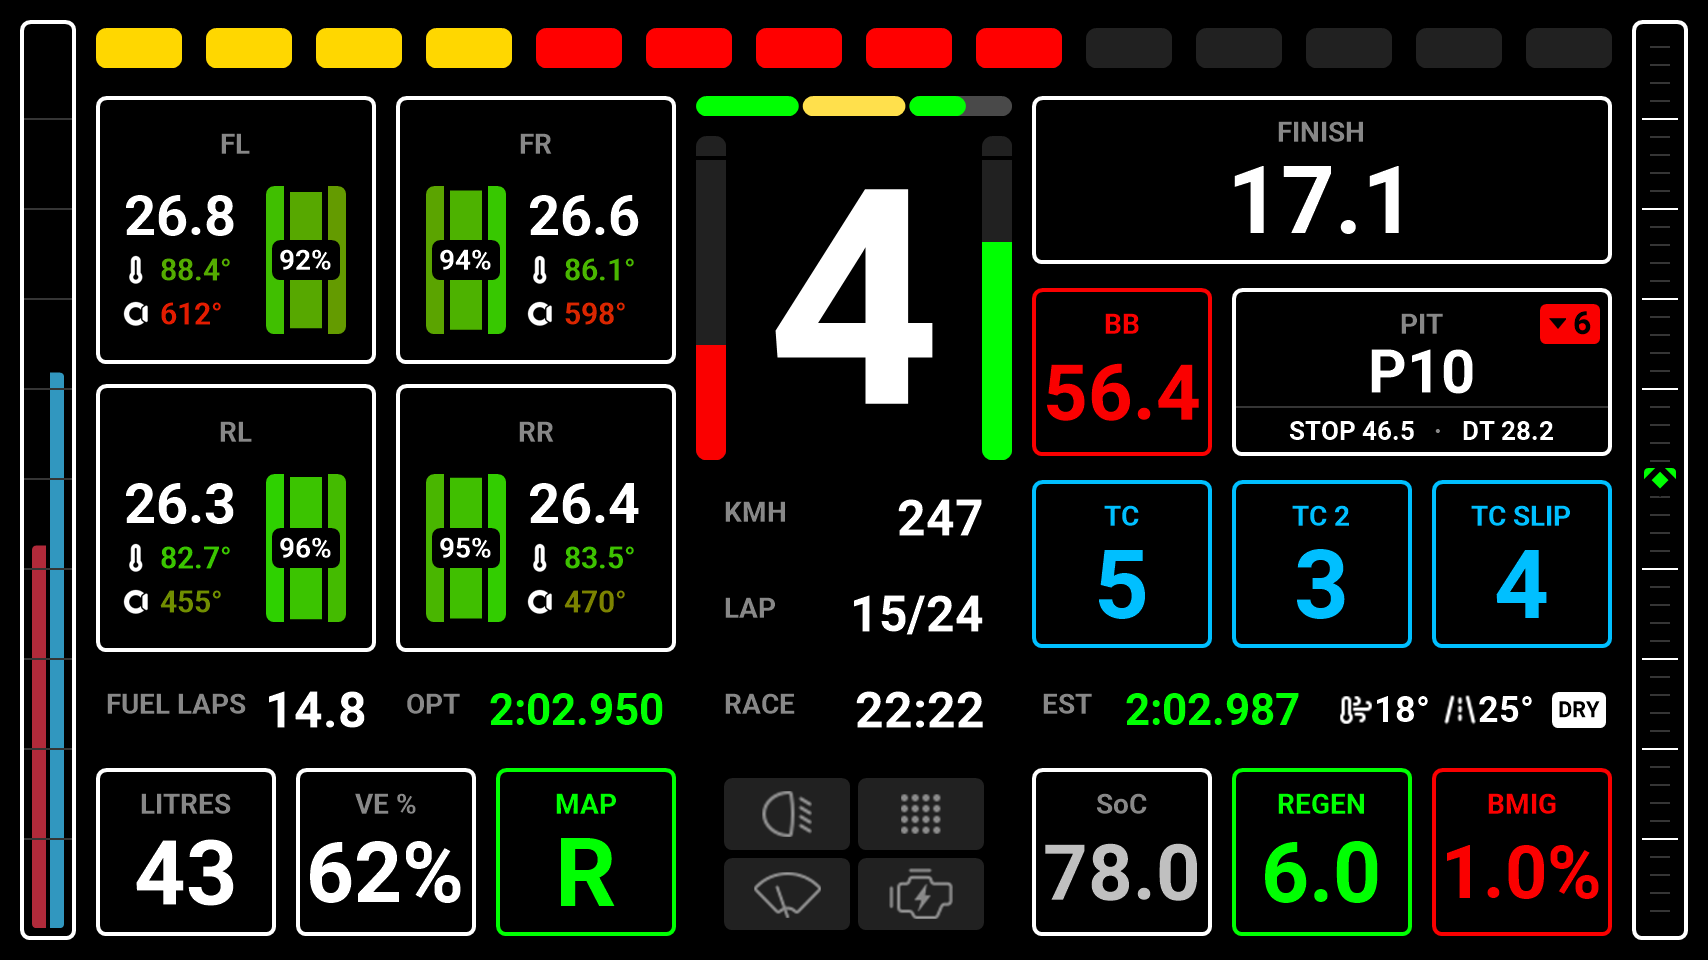 FL
26.8
88.4°
612°
92%
FR
94%
26.6
86.1°
598°
RL
26.3
82.7°
455°
96%
RR
95%
26.4
83.5°
470°
4
KMH 247
LAP 15/24
FINISH
17.1
BB
56.4
PIT
6
P10
STOP 46.5 · DT 28.2
TC
5
TC 2
3
TC SLIP
4
FUEL LAPS 14.8
OPT 2:02.950
RACE 22:22
EST 2:02.987
18°
25°
DRY
LITRES
43
VE %
62%
MAP
R
SoC
78.0
REGEN
6.0
BMIG
1.0%